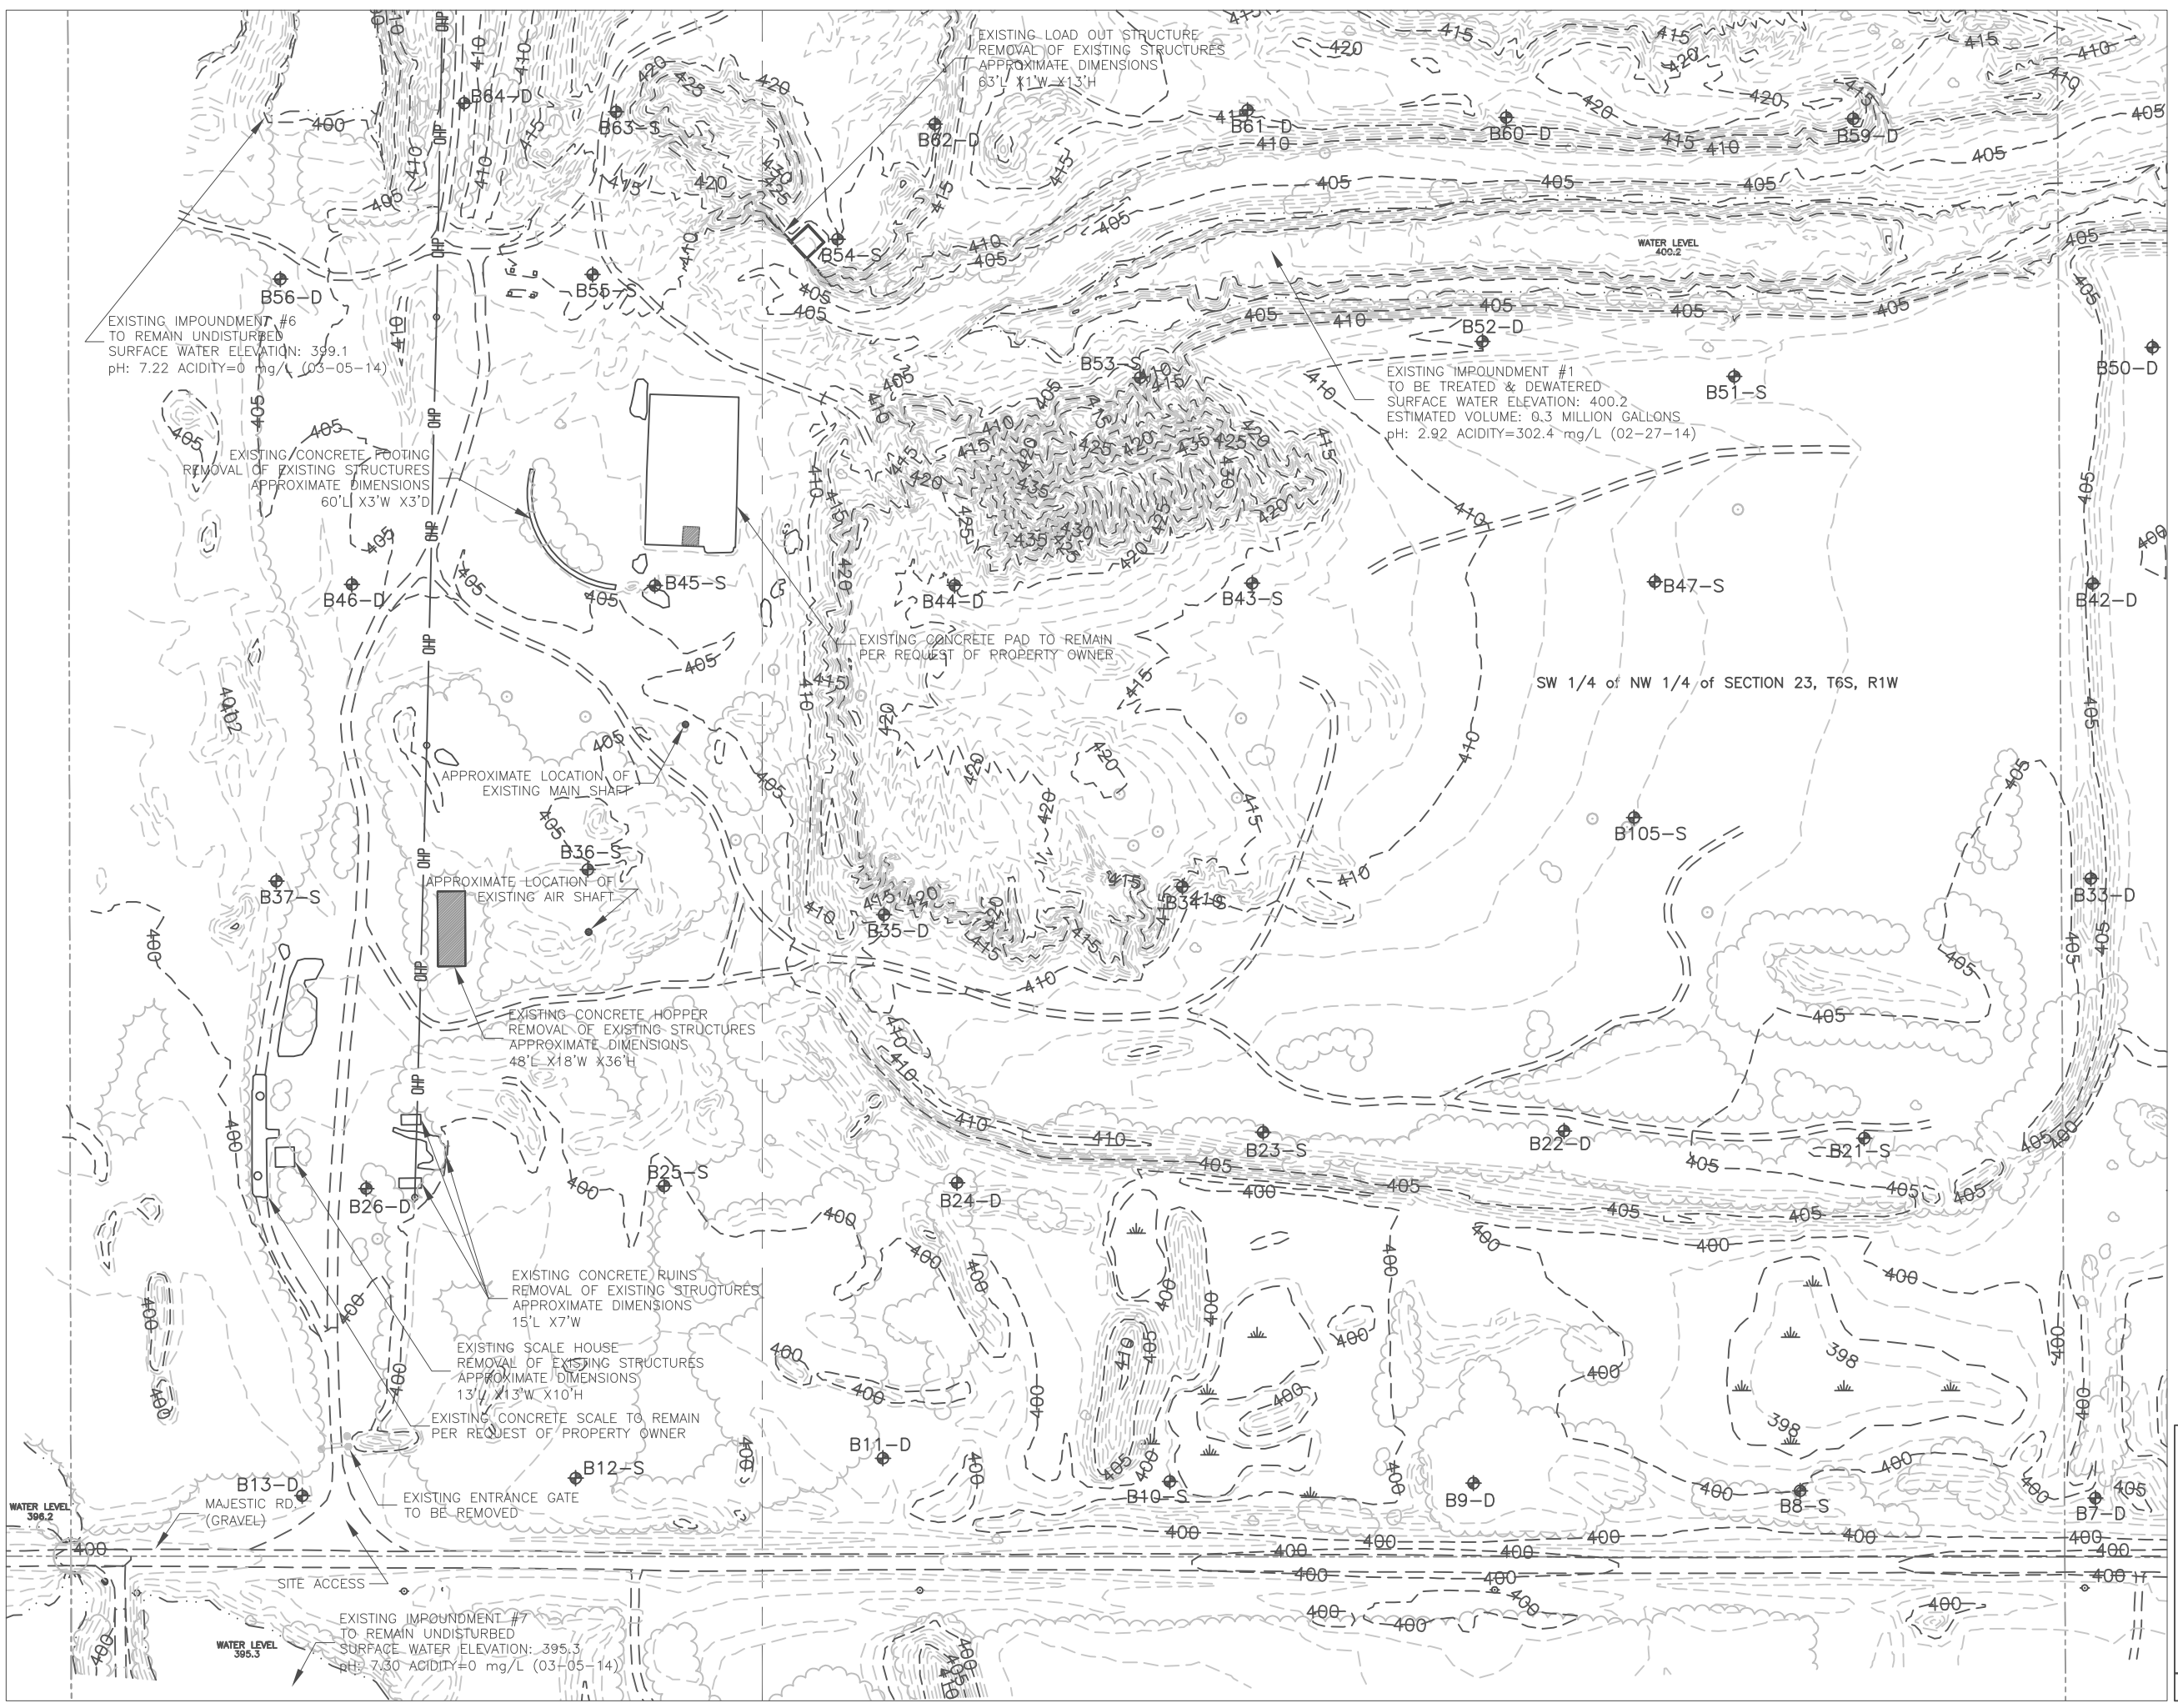 EXISTING LOAD OUT STRUCTURE
REMOVAL OF EXISTING STRUCTURES
APPROXIMATE DIMENSIONS
63'L X1'W X13'H
B64-D
B63-S
B62-D
B61-D
B60-D
B59-D
B56-D
B55-S
B54-S
WATER LEVEL
400.2
EXISTING IMPOUNDMENT #6
TO REMAIN UNDISTURBED
SURFACE WATER ELEVATION: 399.1
pH: 7.22 ACIDITY=0 mg/L (03-05-14)
B53-S
B52-D
B51-S
B50-D
EXISTING IMPOUNDMENT #1
TO BE TREATED & DEWATERED
SURFACE WATER ELEVATION: 400.2
ESTIMATED VOLUME: 0.3 MILLION GALLONS
pH: 2.92 ACIDITY=302.4 mg/L (02-27-14)
EXISTING CONCRETE FOOTING
REMOVAL OF EXISTING STRUCTURES
APPROXIMATE DIMENSIONS
60'L X3'W X3'D
B46-D
B45-S
B44-D
B43-S
B47-S
B42-D
EXISTING CONCRETE PAD TO REMAIN
PER REQUEST OF PROPERTY OWNER
SW 1/4 of NW 1/4 of SECTION 23, T6S, R1W
APPROXIMATE LOCATION OF
EXISTING MAIN SHAFT
B105-S
B36-S
APPROXIMATE LOCATION OF
EXISTING AIR SHAFT
B37-S
B35-D
B34-S
B33-D
EXISTING CONCRETE HOPPER
REMOVAL OF EXISTING STRUCTURES
APPROXIMATE DIMENSIONS
48'L X18'W X36'H
B26-D
B25-S
B24-D
B23-S
B22-D
B21-S
EXISTING CONCRETE RUINS
REMOVAL OF EXISTING STRUCTURES
APPROXIMATE DIMENSIONS
15'L X7'W
EXISTING SCALE HOUSE
REMOVAL OF EXISTING STRUCTURES
APPROXIMATE DIMENSIONS
13'L X13'W X10'H
EXISTING CONCRETE SCALE TO REMAIN
PER REQUEST OF PROPERTY OWNER
B13-D
B12-S
B11-D
B10-S
B9-D
B8-S
B7-D
MAJESTIC RD.
(GRAVEL)
EXISTING ENTRANCE GATE
TO BE REMOVED
WATER LEVEL
396.2
SITE ACCESS
EXISTING IMPOUNDMENT #7
TO REMAIN UNDISTURBED
SURFACE WATER ELEVATION: 395.3
pH: 7.30 ACIDITY=0 mg/L (03-05-14)
WATER LEVEL
395.3
OHP
398
398
400
405
410
415
420
425
430
435